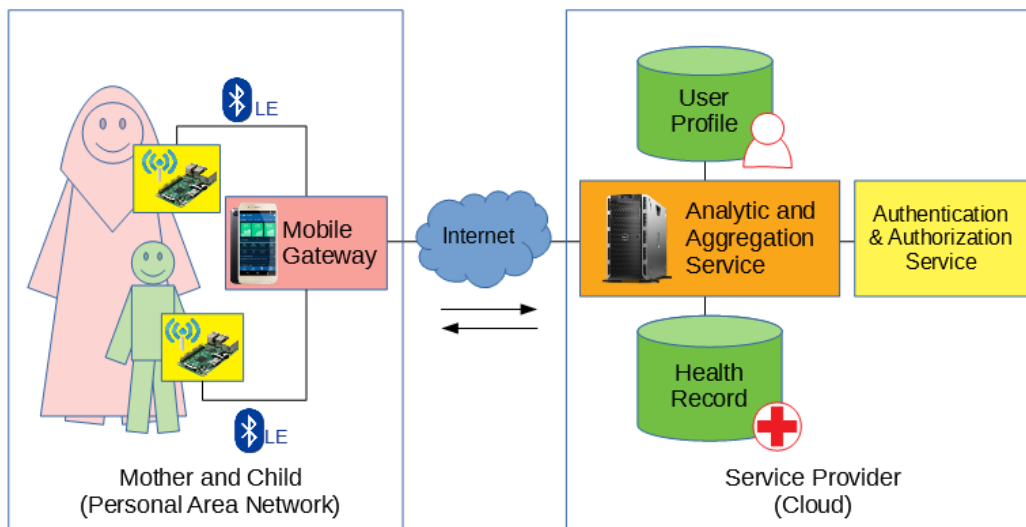 LE
Mobile
Gateway
LE
Mother and Child
(Personal Area Network)
Internet
User
Profile
Analytic and
Aggregation
Service
Authentication
& Authorization
Service
Health
Record
Service Provider
(Cloud)